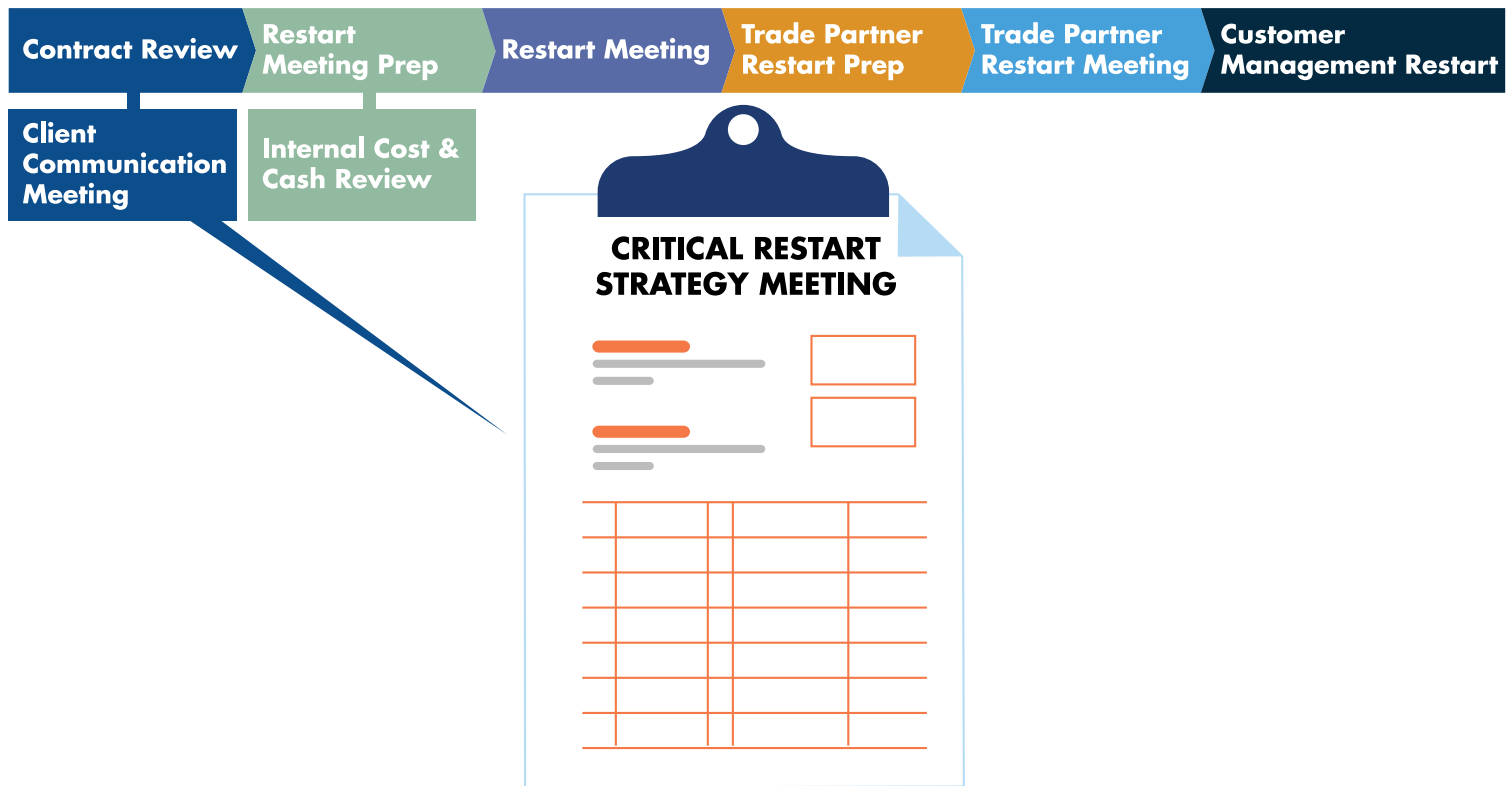 Contract Review
Restart
Meeting Prep
Restart Meeting
Trade Partner
Restart Prep
Trade Partner
Restart Meeting
Customer
Management Restart
Client
Communication
Meeting
Internal Cost &
Cash Review
CRITICAL RESTART
STRATEGY MEETING